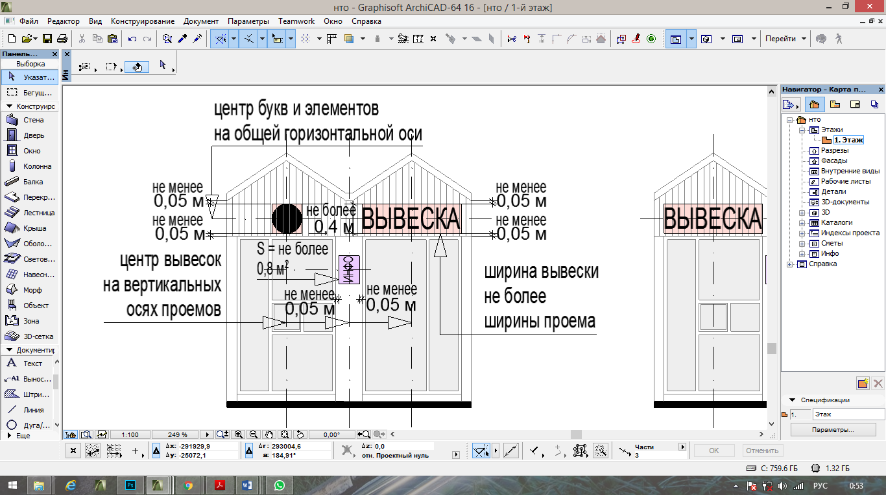 нто - Graphisoft ArchiCAD-64 16 - [нто / 1-й этаж]
Файл Редактор Вид Конструирование Документ Параметры Teamwork Окно Справка
Перейти
Панель...
Выборка
Указат...
Бегущ...
Конструирс
Стена
Дверь
Окно
Колонна
Балка
Перекр...
Лестница
Крыша
Оболо...
Светов...
Навесн...
Морф
Объект
Зона
3D-сетка
Документир
Текст
Вынос...
Штри...
Линия
Дуга/...
Еще
центр букв и элементов
на общей горизонтальной оси
не менее
0,05 м
не менее
0,05 м
не более
0,4 м
ВЫВЕСКА
не менее
0,05 м
не менее
0,05 м
S = не более
0,8 м²
ИНФО
центр вывесок
на вертикальных
осях проемов
не менее
0,05 м
не менее
0,05 м
ширина вывески
не более
ширины проема
ВЫВЕСКА
Навигатор - Карта п...
нто
Этажи
1. Этаж
Разрезы
Фасады
Внутренние виды
Рабочие листы
Детали
3D-документы
3D
Каталоги
Индексы проекта
Сметы
Инфо
Справка
Спецификации
1. Этаж
Параметры...
1:100 249 % 0,00°
Δx: -291929,9
Δy: -25072,1
Δr: 293004,6
α: 184,91°
Δz: 0,0
отн. Проектный нуль
Части
3
OK Отменить
C: 759.6 ГБ 1.32 ГБ
РУС 0:53